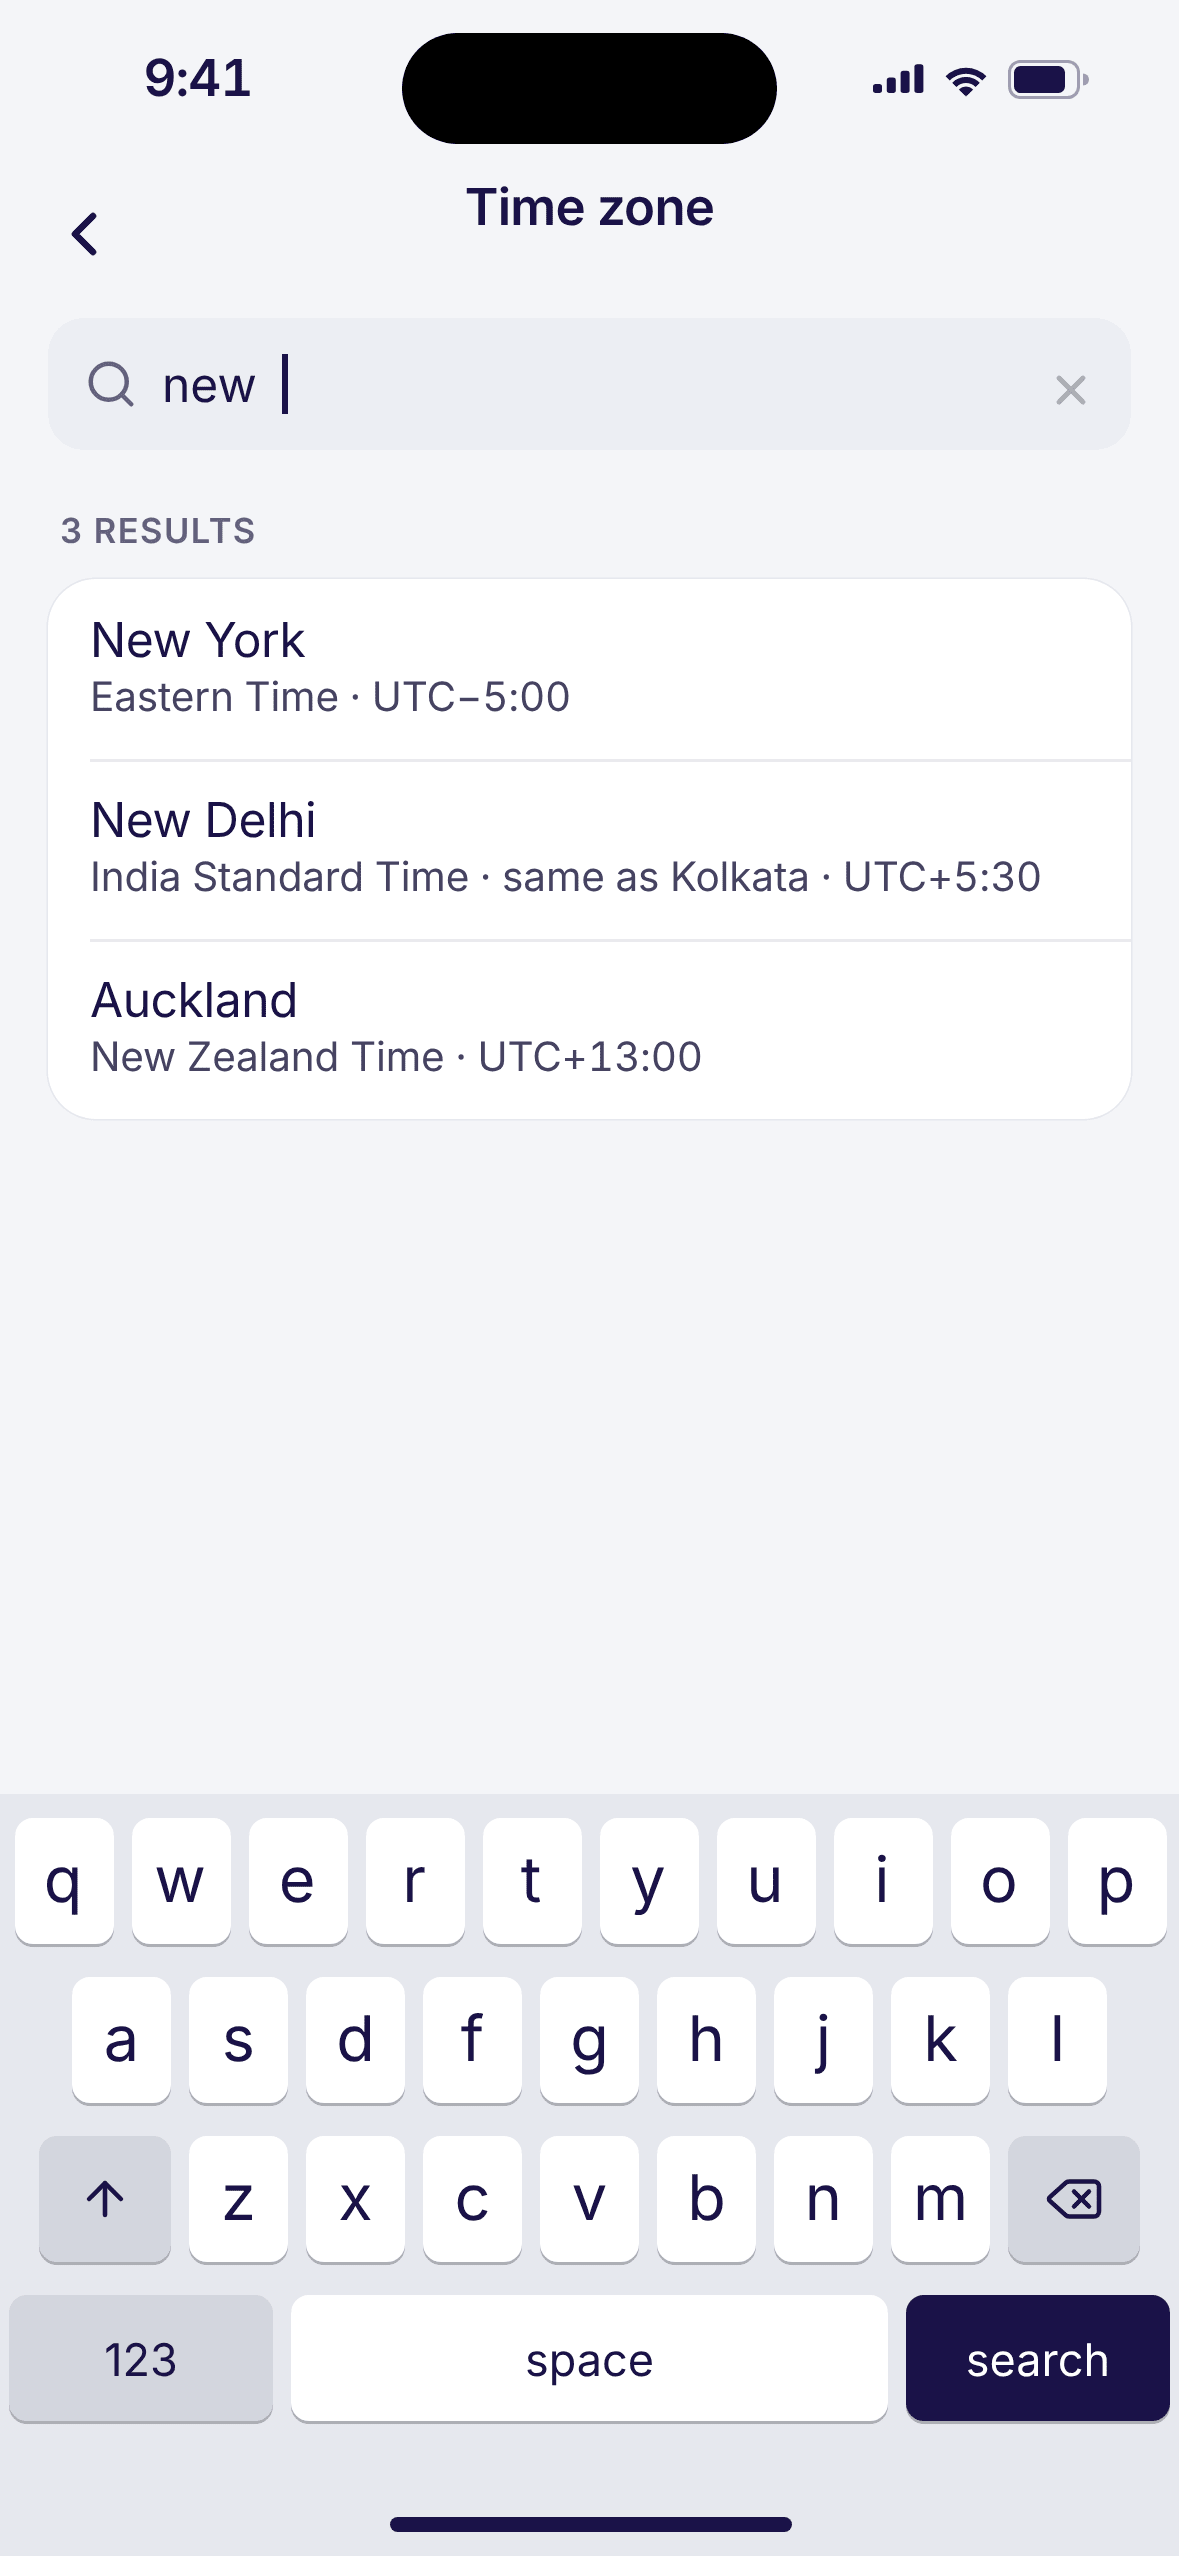 9:41
Time zone
new
3 RESULTS
New York
Eastern Time · UTC−5:00
New Delhi
India Standard Time · same as Kolkata · UTC+5:30
Auckland
New Zealand Time · UTC+13:00
q w e r t y u i o p
a s d f g h j k l
z x c v b n m
123 space search